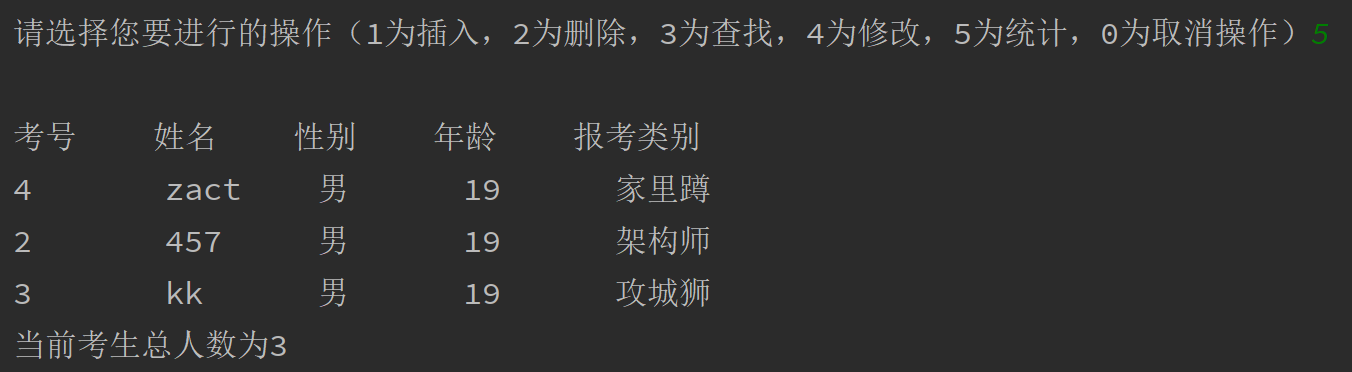 请选择您要进行的操作（1为插入，2为删除，3为查找，4为修改，5为统计，0为取消操作）5
考号 姓名 性别 年龄 报考类别
4 zact 男 19 家里蹲
2 457 男 19 架构师
3 kk 男 19 攻城狮
当前考生总人数为3